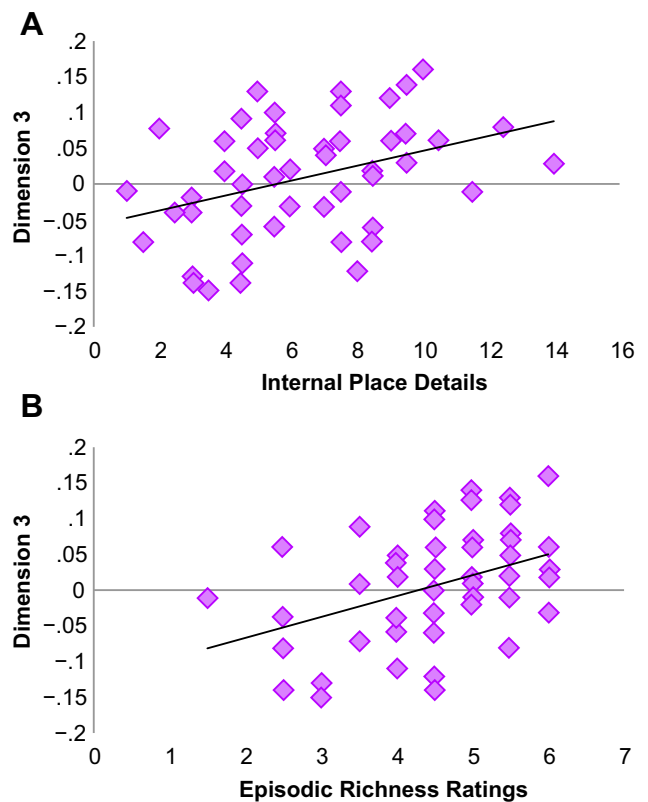 A
.2
.15
.1
.05
0
−.05
−.1
−.15
−.2
Dimension 3
0 2 4 6 8 10 12 14 16
Internal Place Details
B
.2
.15
.1
.05
0
−.05
−.1
−.15
−.2
Dimension 3
0 1 2 3 4 5 6 7
Episodic Richness Ratings